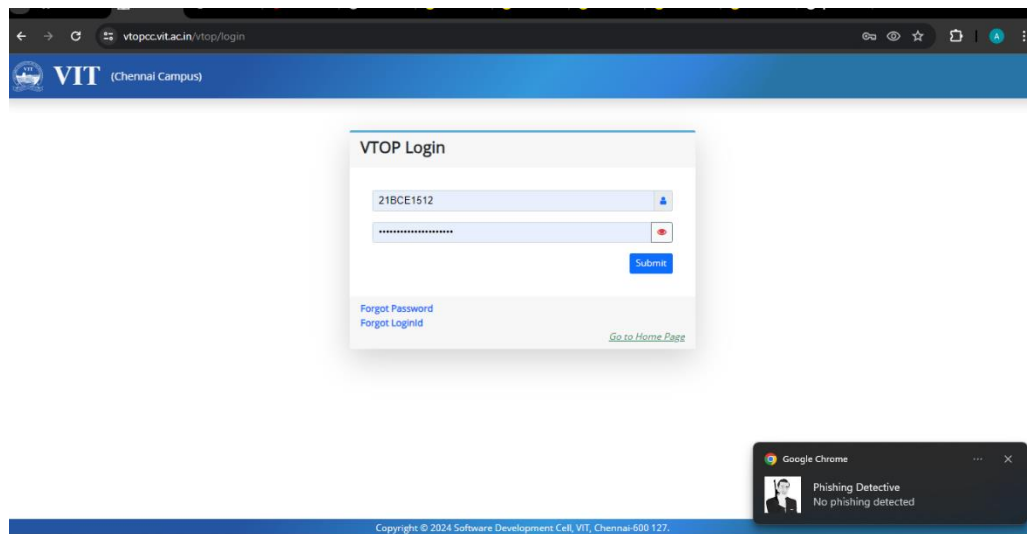 vtopcc.vit.ac.in/vtop/login
A
VIT (Chennai Campus)
VTOP Login
21BCE1512
Submit
Forgot Password
Forgot LoginId
Go to Home Page
Google Chrome
Phishing Detective
No phishing detected
Copyright © 2024 Software Development Cell, VIT, Chennai-600 127.